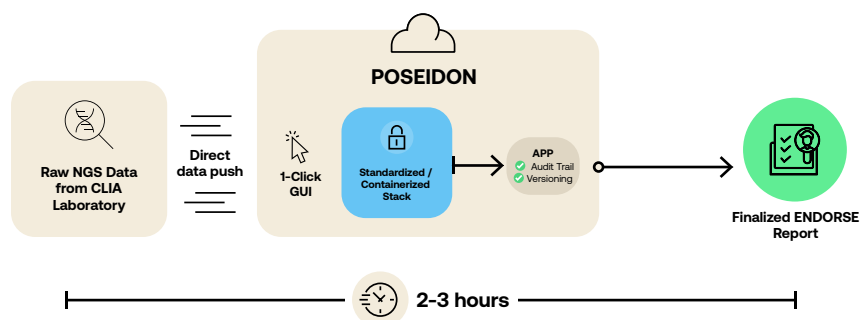 POSEIDON
Raw NGS Data
from CLIA
Laboratory
Direct
data push
1-Click
GUI
Standardized /
Containerized
Stack
APP
Audit Trail
Versioning
Finalized ENDORSE
Report
2-3 hours